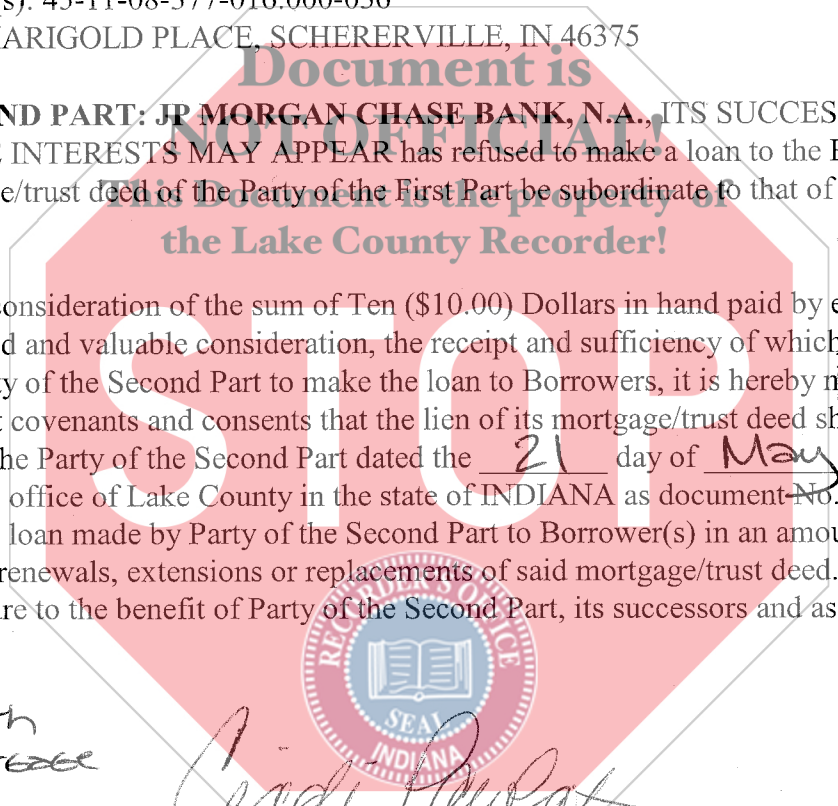 s). 45-11-08-377-016.000-036
ARIGOLD PLACE, SCHERERVILLE, IN 46375
Document is
ND PART: JP MORGAN CHASE BANK, N.A., ITS SUCCES
NOT OFFICIAL!
E INTERESTS MAY APPEAR has refused to make a loan to the B
e/trust deed of the Party of the First Part be subordinate to that of
This Document is the property of
the Lake County Recorder!
onsideration of the sum of Ten ($10.00) Dollars in hand paid by e
d and valuable consideration, the receipt and sufficiency of which
ty of the Second Part to make the loan to Borrowers, it is hereby m
t covenants and consents that the lien of its mortgage/trust deed sh
STOP
he Party of the Second Part dated the 21 day of May
office of Lake County in the state of INDIANA as document No.
loan made by Party of the Second Part to Borrower(s) in an amou
renewals, extensions or replacements of said mortgage/trust deed.
re to the benefit of Party of the Second Part, its successors and as
RECORDER'S OFFICE
SEAL
INDIANA